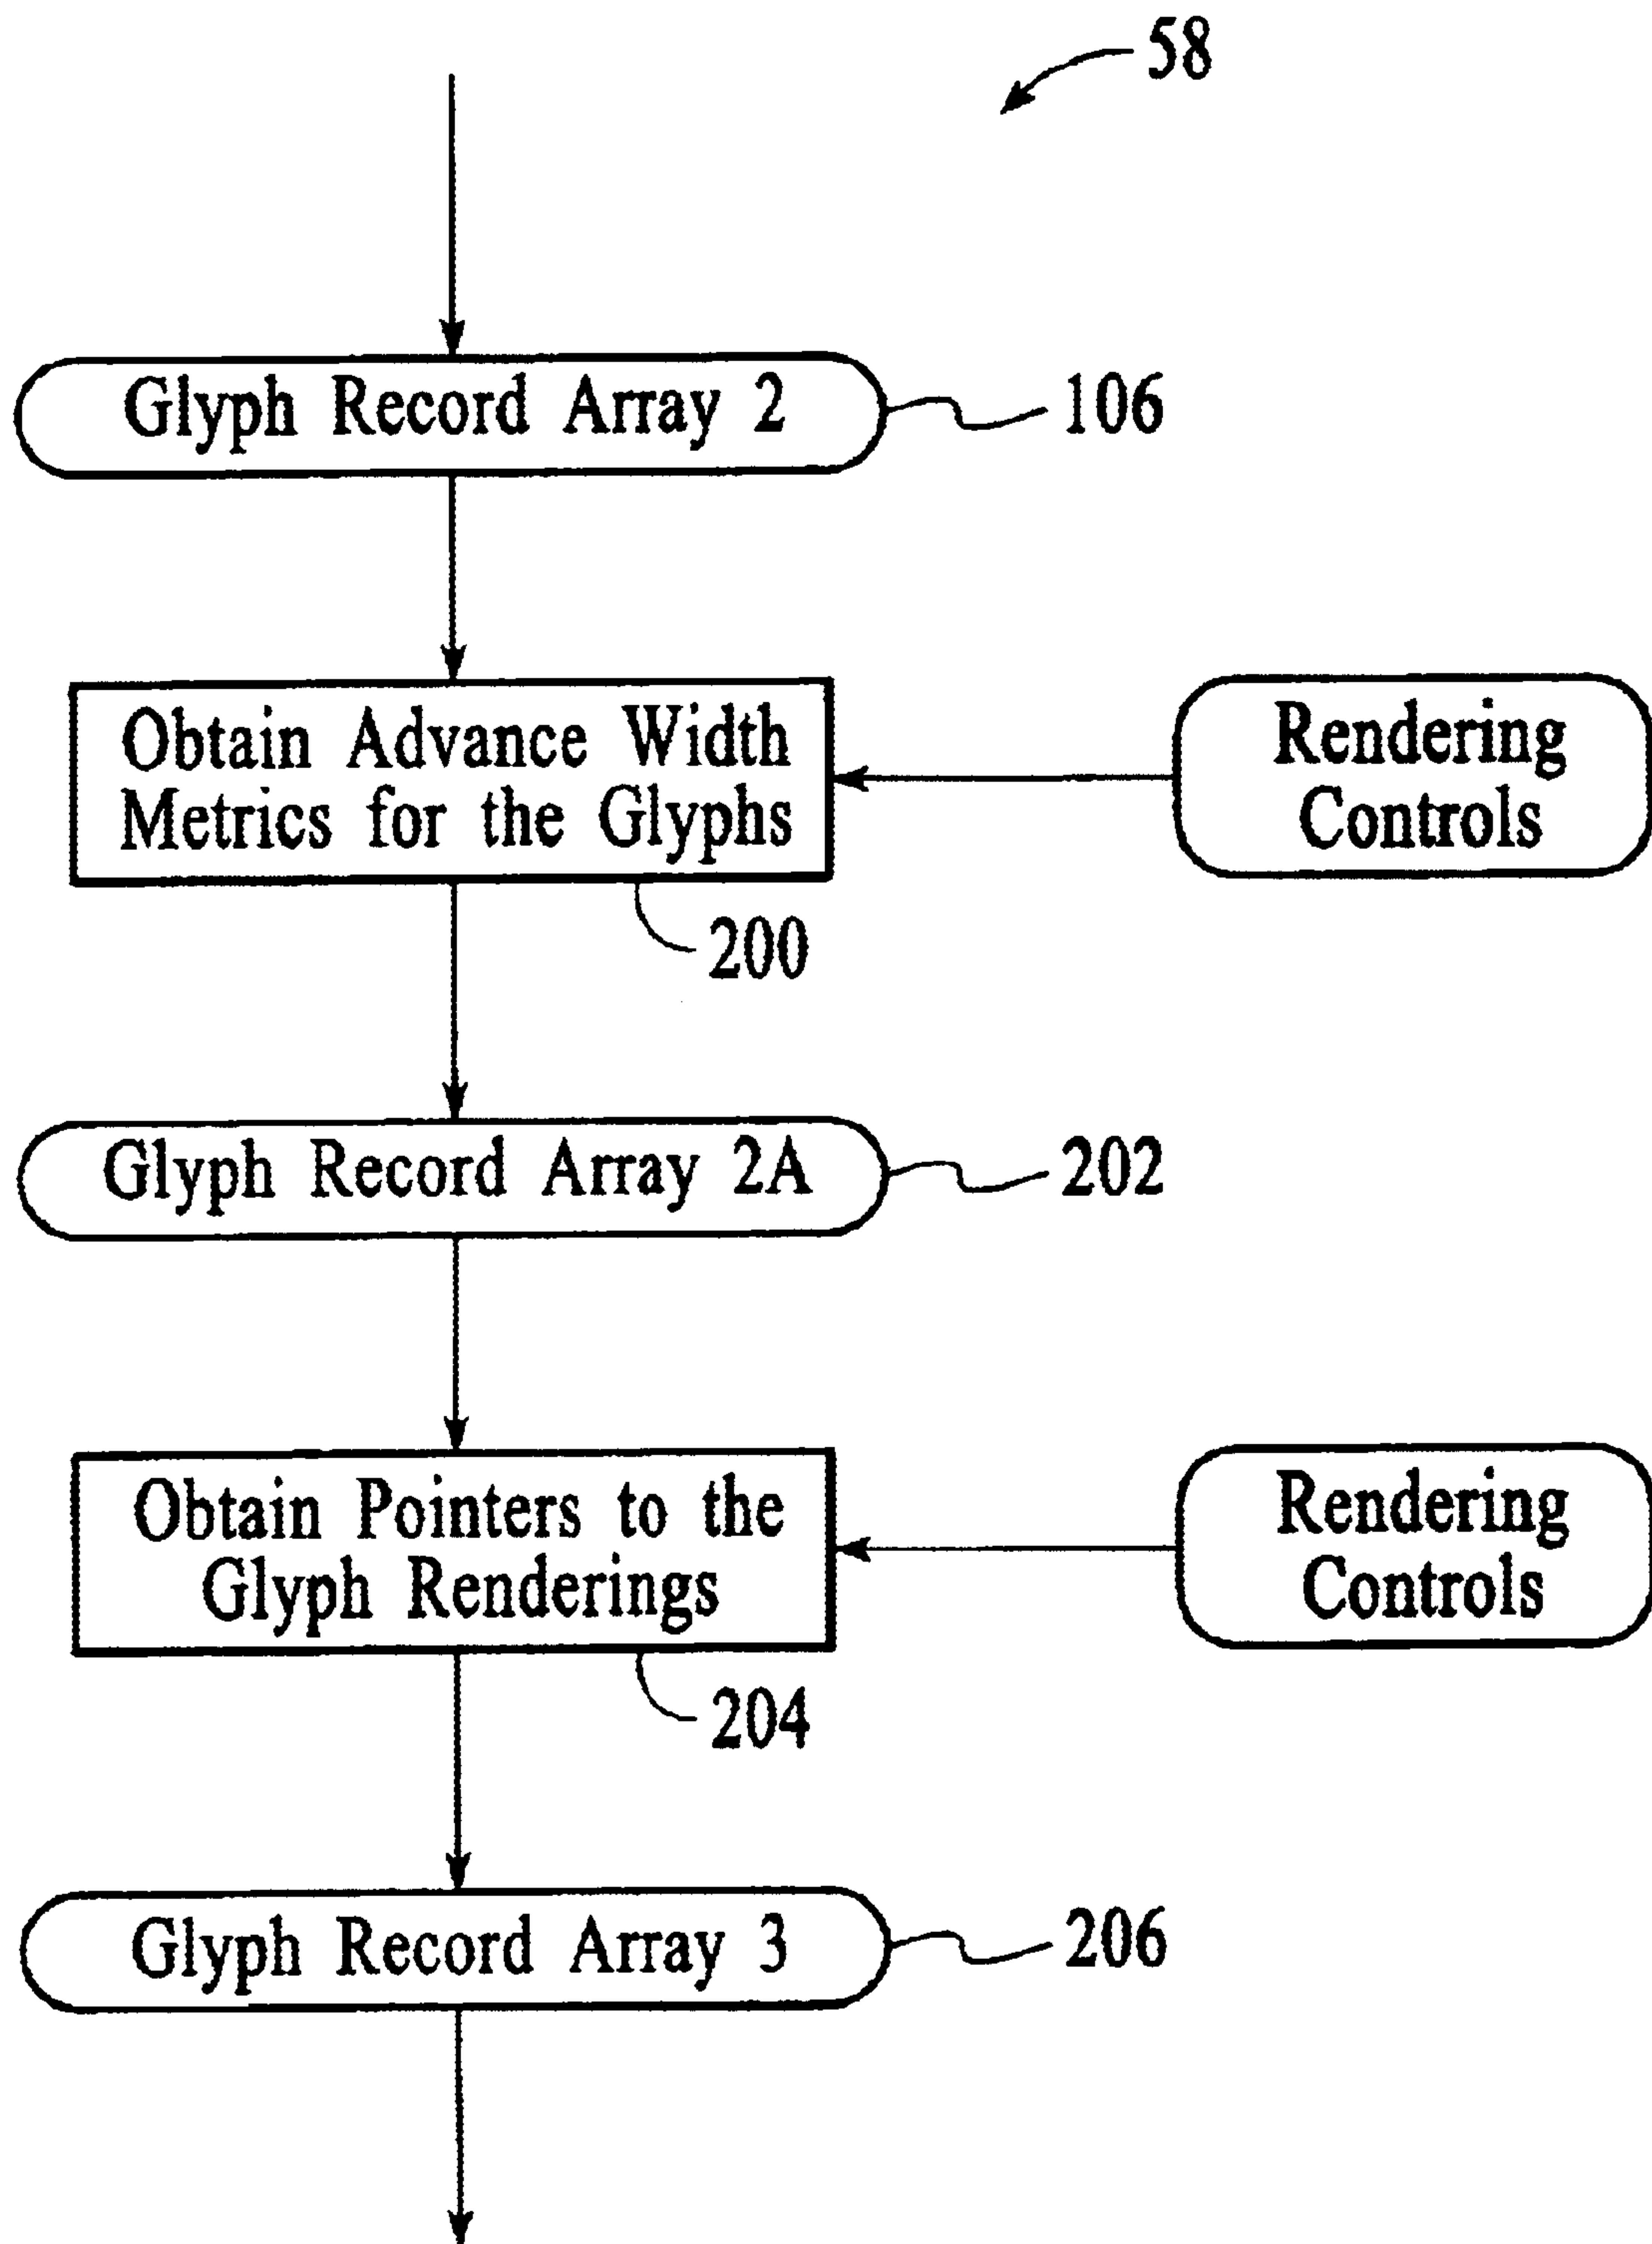 58
Glyph Record Array 2
106
Obtain Advance Width
Metrics for the Glyphs
Rendering
Controls
200
Glyph Record Array 2A
202
Obtain Pointers to the
Glyph Renderings
Rendering
Controls
204
Glyph Record Array 3
206